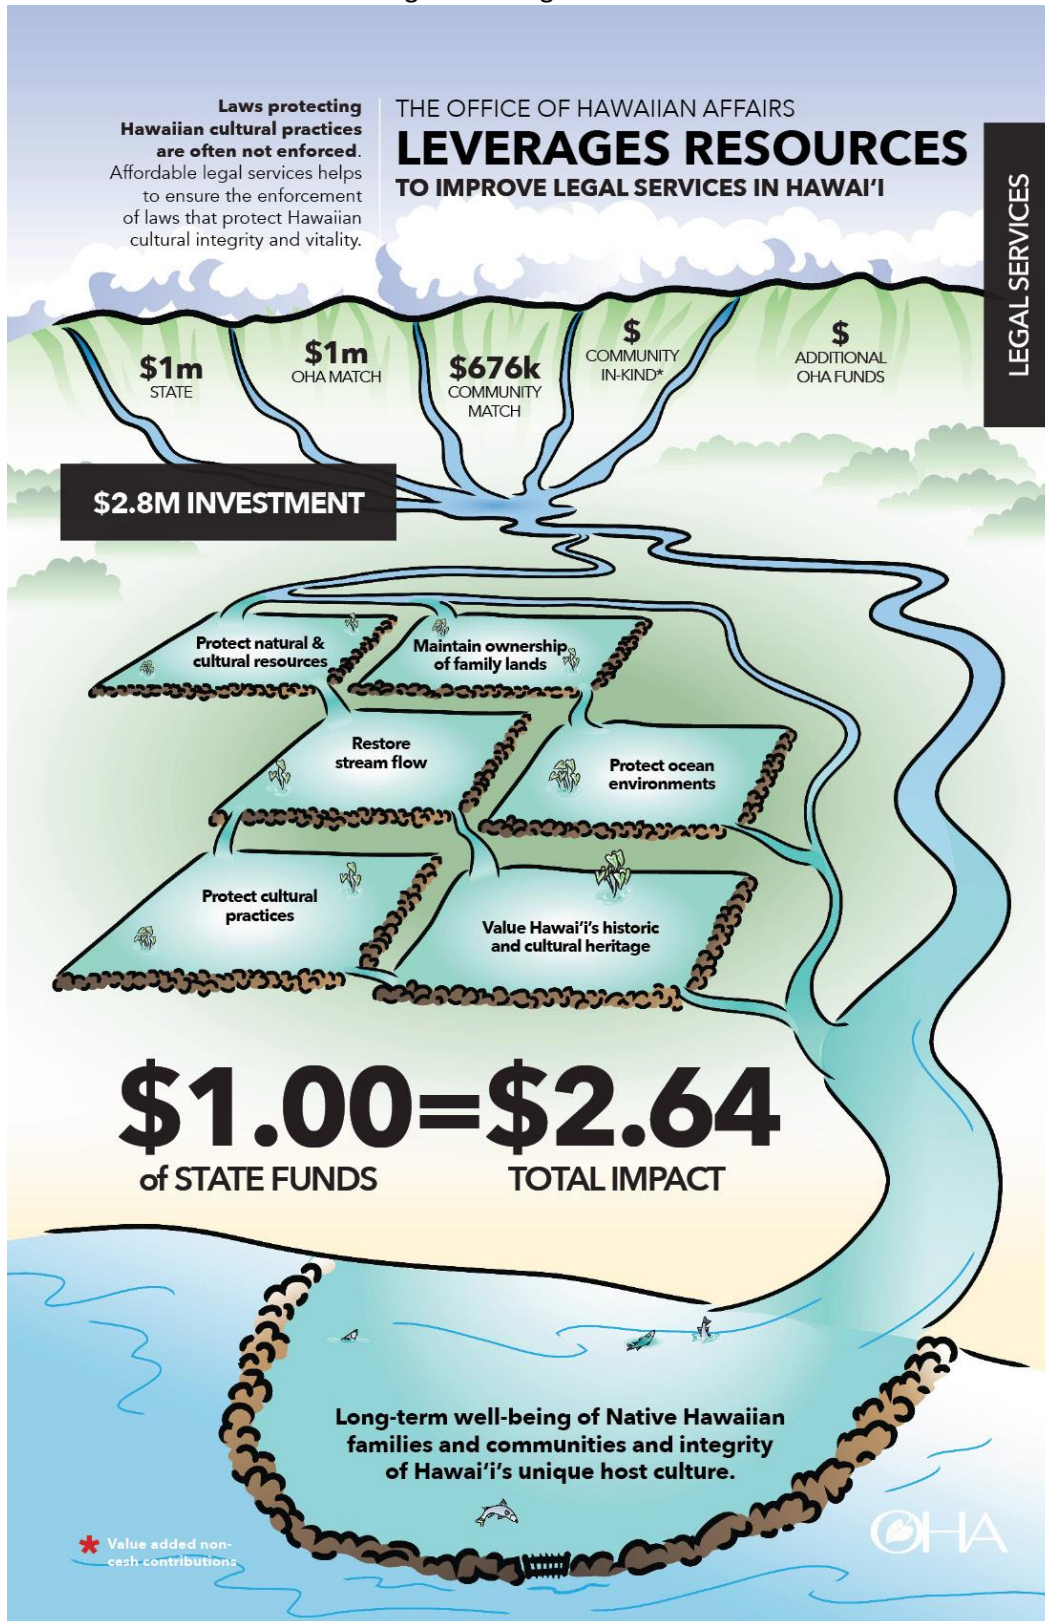 Laws protecting
Hawaiian cultural practices
are often not enforced.
Affordable legal services helps
to ensure the enforcement
of laws that protect Hawaiian
cultural integrity and vitality.
THE OFFICE OF HAWAIIAN AFFAIRS
LEVERAGES RESOURCES
TO IMPROVE LEGAL SERVICES IN HAWAI‘I
LEGAL SERVICES
$1m
STATE
$1m
OHA MATCH
$676k
COMMUNITY
MATCH
$
COMMUNITY
IN-KIND*
$
ADDITIONAL
OHA FUNDS
$2.8M INVESTMENT
Protect natural &
cultural resources
Maintain ownership
of family lands
Restore
stream flow
Protect ocean
environments
Protect cultural
practices
Value Hawai‘i’s historic
and cultural heritage
$1.00=$2.64
of STATE FUNDS
TOTAL IMPACT
Long-term well-being of Native Hawaiian
families and communities and integrity
of Hawai‘i’s unique host culture.
* Value added non-
cash contributions
OHA